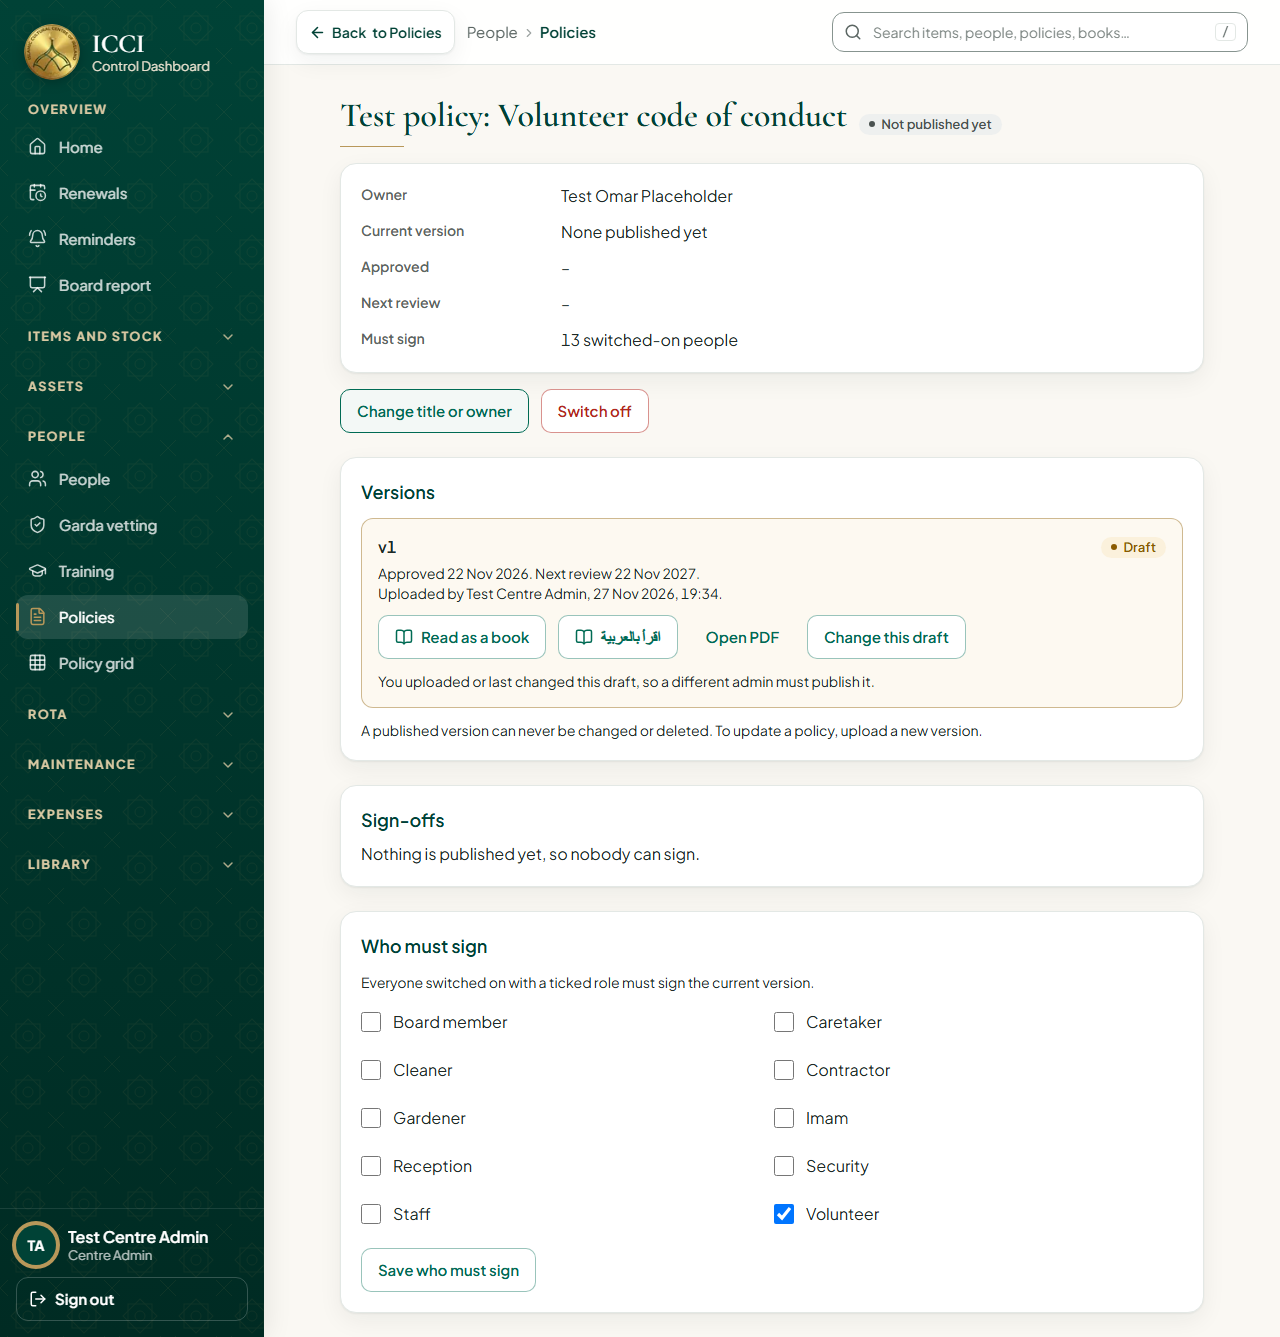 ICCI
Control Dashboard
OVERVIEW
Home
Renewals
Reminders
Board report
ITEMS AND STOCK
ASSETS
PEOPLE
People
Garda vetting
Training
Policies
Policy grid
ROTA
MAINTENANCE
EXPENSES
LIBRARY
TA
Test Centre Admin
Centre Admin
Sign out
Back to Policies
People > Policies
Search items, people, policies, books… /
Test policy: Volunteer code of conduct
Not published yet
Owner Test Omar Placeholder
Current version None published yet
Approved –
Next review –
Must sign 13 switched-on people
Change title or owner
Switch off
Versions
v1
Draft
Approved 22 Nov 2026. Next review 22 Nov 2027.
Uploaded by Test Centre Admin, 27 Nov 2026, 19:34.
Read as a book
اقرأ بالعربية
Open PDF
Change this draft
You uploaded or last changed this draft, so a different admin must publish it.
A published version can never be changed or deleted. To update a policy, upload a new version.
Sign-offs
Nothing is published yet, so nobody can sign.
Who must sign
Everyone switched on with a ticked role must sign the current version.
Board member
Caretaker
Cleaner
Contractor
Gardener
Imam
Reception
Security
Staff
Volunteer
Save who must sign